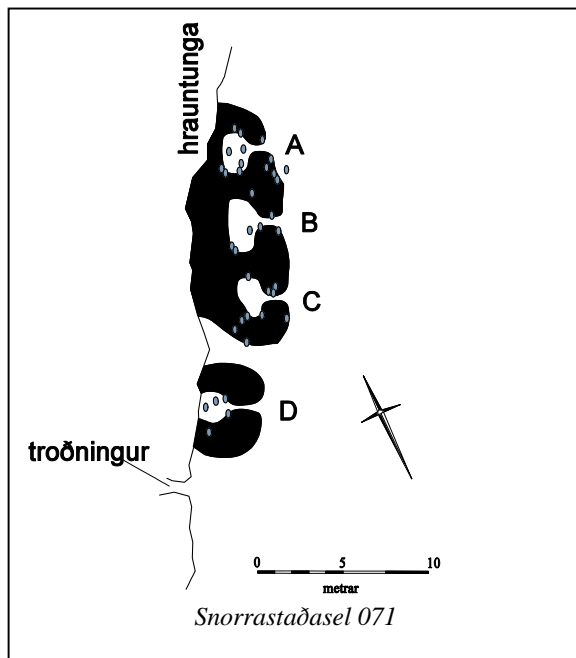 hrauntunga
A
B
C
D
troðningur
0 5 10
metrar
Snorrastaðasel 071